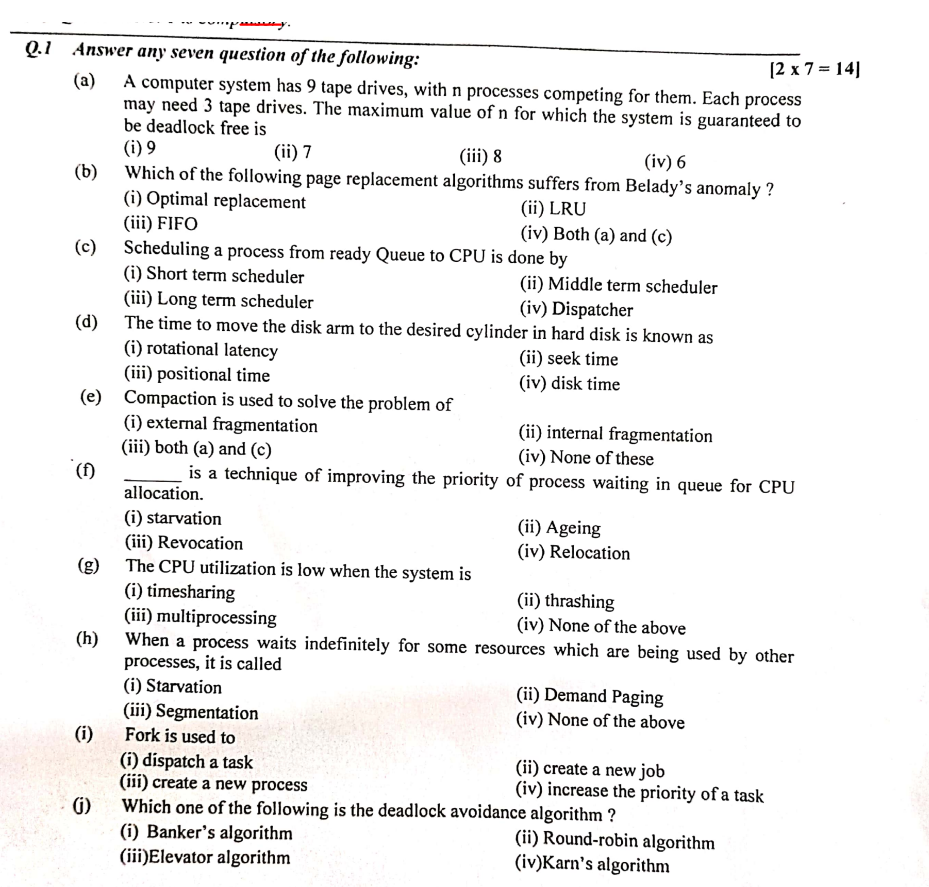 Q.1 Answer any seven question of the following:
[2 x 7 = 14]
(a) A computer system has 9 tape drives, with n processes competing for them. Each process
may need 3 tape drives. The maximum value of n for which the system is guaranteed to
be deadlock free is
(i) 9 (ii) 7 (iii) 8 (iv) 6
(b) Which of the following page replacement algorithms suffers from Belady's anomaly ?
(i) Optimal replacement (ii) LRU
(iii) FIFO (iv) Both (a) and (c)
(c) Scheduling a process from ready Queue to CPU is done by
(i) Short term scheduler (ii) Middle term scheduler
(iii) Long term scheduler (iv) Dispatcher
(d) The time to move the disk arm to the desired cylinder in hard disk is known as
(i) rotational latency (ii) seek time
(iii) positional time (iv) disk time
(e) Compaction is used to solve the problem of
(i) external fragmentation (ii) internal fragmentation
(iii) both (a) and (c) (iv) None of these
(f) ______ is a technique of improving the priority of process waiting in queue for CPU
allocation.
(i) starvation (ii) Ageing
(iii) Revocation (iv) Relocation
(g) The CPU utilization is low when the system is
(i) timesharing (ii) thrashing
(iii) multiprocessing (iv) None of the above
(h) When a process waits indefinitely for some resources which are being used by other
processes, it is called
(i) Starvation (ii) Demand Paging
(iii) Segmentation (iv) None of the above
(i) Fork is used to
(i) dispatch a task (ii) create a new job
(iii) create a new process (iv) increase the priority of a task
(j) Which one of the following is the deadlock avoidance algorithm ?
(i) Banker's algorithm (ii) Round-robin algorithm
(iii)Elevator algorithm (iv)Karn's algorithm